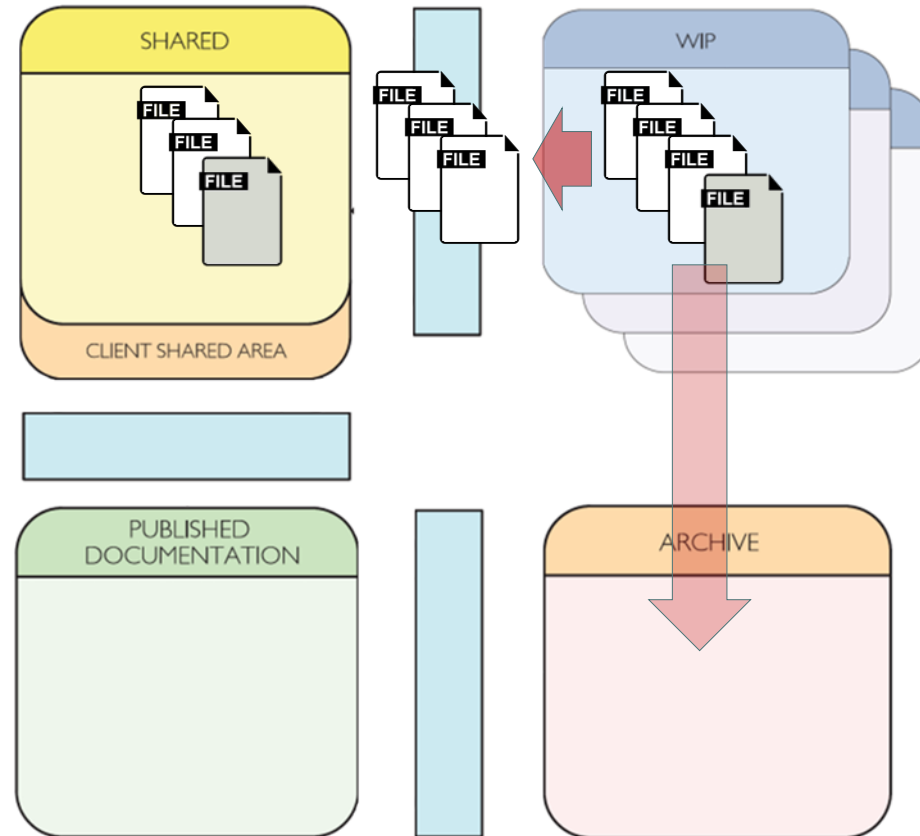 SHARED
WIP
FILE
FILE
FILE
FILE
FILE
FILE
FILE
FILE
FILE
FILE
CLIENT SHARED AREA
PUBLISHED
DOCUMENTATION
ARCHIVE